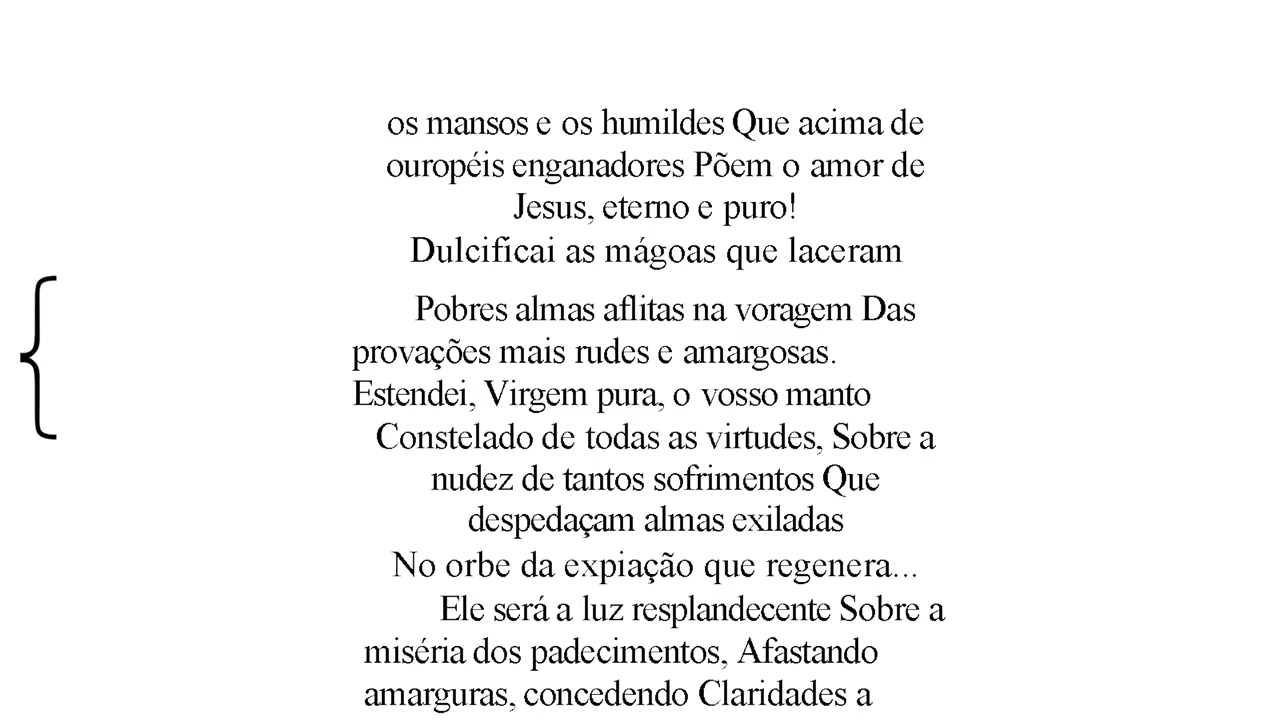 os mansos e os humildes Que acima de
ouropéis enganadores Põem o amor de
Jesus, eterno e puro!
Dulcificai as mágoas que laceram
Pobres almas aflitas na voragem Das
provações mais rudes e amargosas.
Estendei, Virgem pura, o vosso manto
Constelado de todas as virtudes, Sobre a
nudez de tantos sofrimentos Que
despedaçam almas exiladas
No orbe da expiação que regenera...
Ele será a luz resplandecente Sobre a
miséria dos padecimentos, Afastando
amarguras, concedendo Claridades a